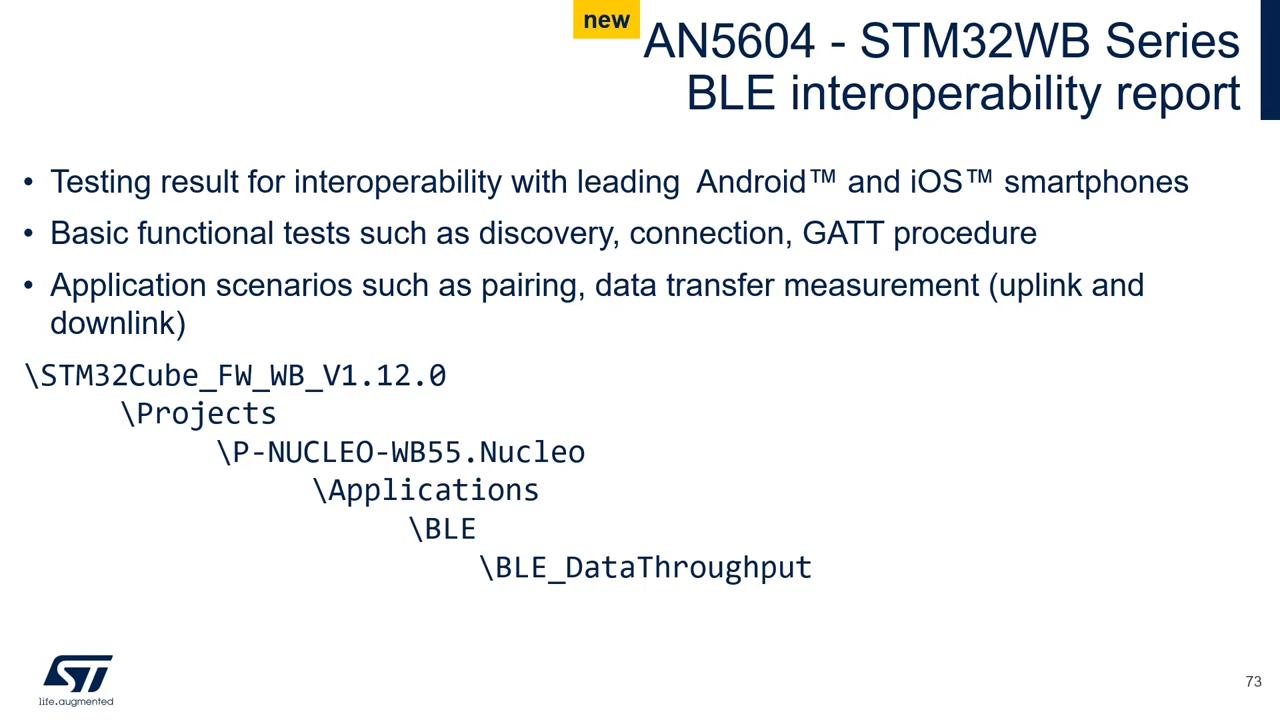 new
AN5604 - STM32WB Series
BLE interoperability report
• Testing result for interoperability with leading Android™ and iOS™ smartphones
• Basic functional tests such as discovery, connection, GATT procedure
• Application scenarios such as pairing, data transfer measurement (uplink and
downlink)
\STM32Cube_FW_WB_V1.12.0
\Projects
\P-NUCLEO-WB55.Nucleo
\Applications
\BLE
\BLE_DataThroughput
ST
life.augmented
73